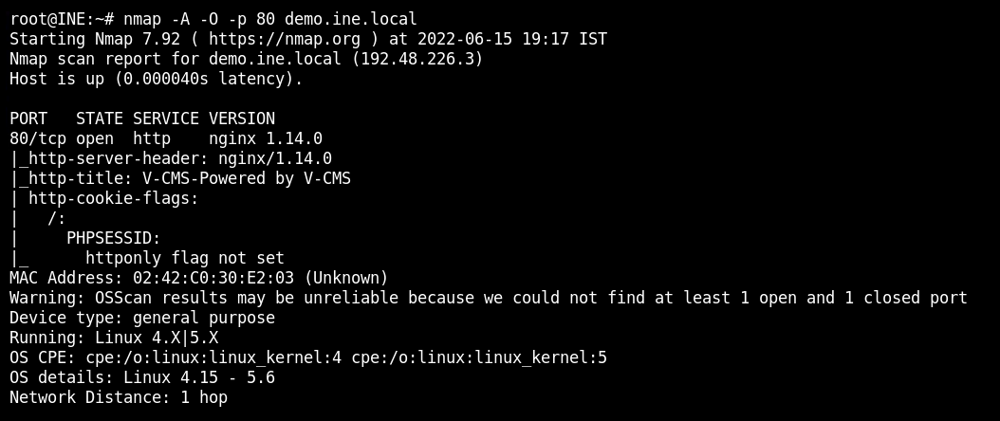 root@INE:~# nmap -A -O -p 80 demo.ine.local
Starting Nmap 7.92 ( https://nmap.org ) at 2022-06-15 19:17 IST
Nmap scan report for demo.ine.local (192.48.226.3)
Host is up (0.000040s latency).

PORT   STATE SERVICE VERSION
80/tcp open  http    nginx 1.14.0
|_http-server-header: nginx/1.14.0
|_http-title: V-CMS-Powered by V-CMS
| http-cookie-flags:
|   /:
|     PHPSESSID:
|_      httponly flag not set
MAC Address: 02:42:C0:30:E2:03 (Unknown)
Warning: OSScan results may be unreliable because we could not find at least 1 open and 1 closed port
Device type: general purpose
Running: Linux 4.X|5.X
OS CPE: cpe:/o:linux:linux_kernel:4 cpe:/o:linux:linux_kernel:5
OS details: Linux 4.15 - 5.6
Network Distance: 1 hop